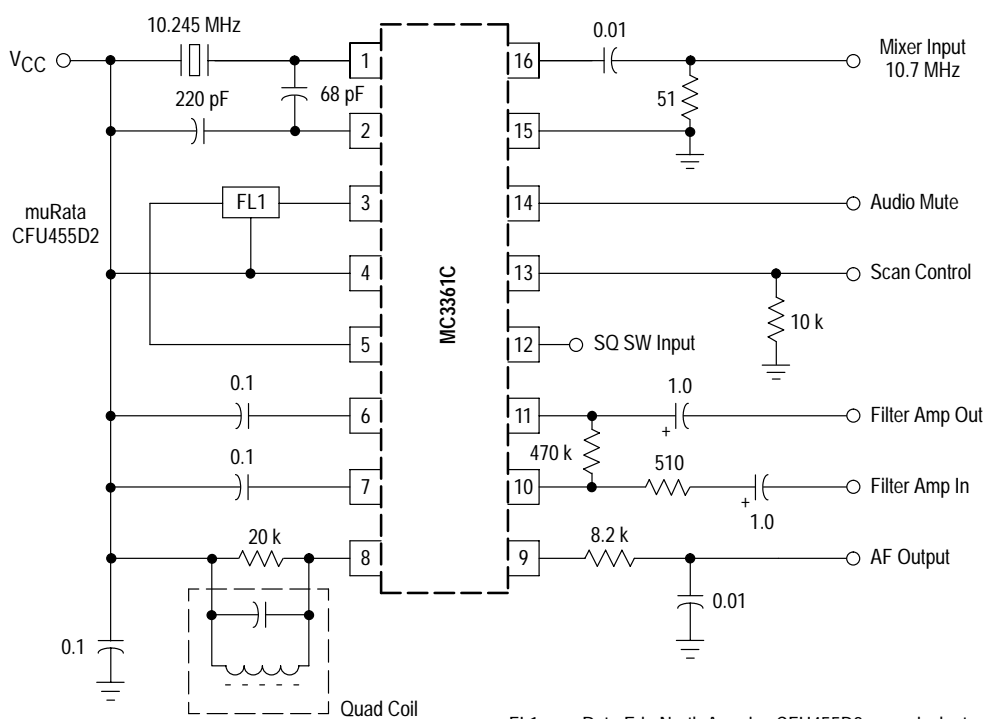 10.245 MHz
VCC
220 pF
68 pF
muRata
CFU455D2
FL1
0.1
0.1
20 k
0.1
Quad Coil
1
2
3
4
5
6
7
8
MC3361C
16
15
14
13
12
11
10
9
0.01
Mixer Input
10.7 MHz
51
Audio Mute
Scan Control
10 k
SQ SW Input
1.0
+
Filter Amp Out
470 k
510
+
1.0
Filter Amp In
8.2 k
AF Output
0.01